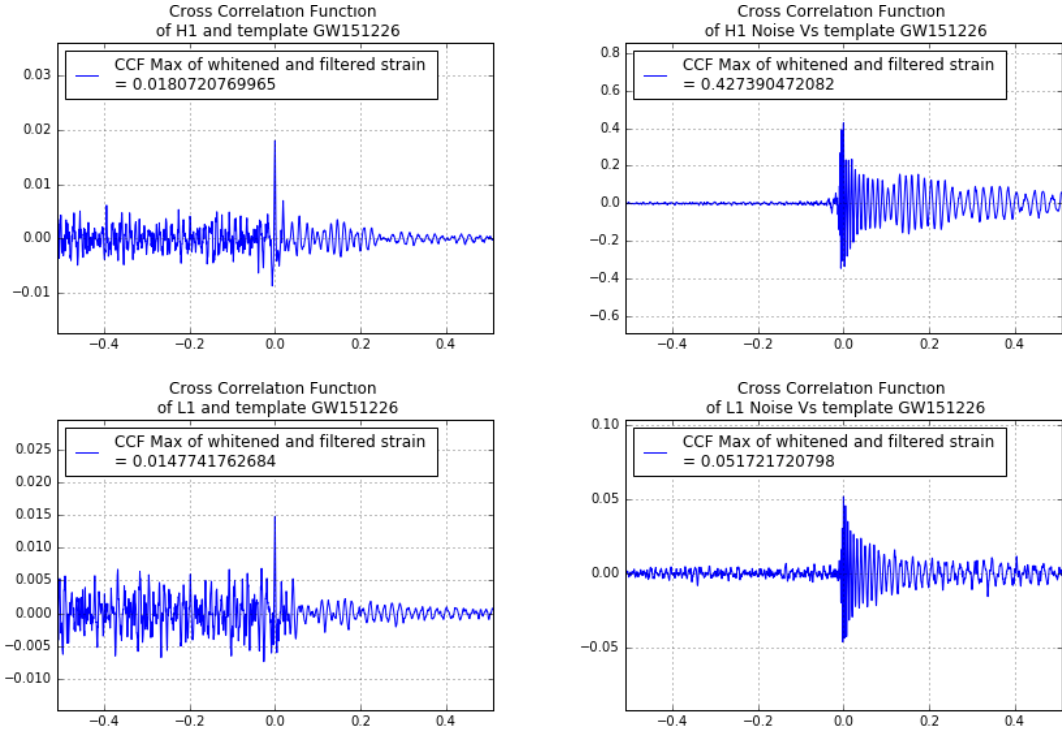 Cross Correlation Function
of H1 and template GW151226
CCF Max of whitened and filtered strain
= 0.0180720769965
0.03
0.02
0.01
0.00
−0.01
−0.4 −0.2 0.0 0.2 0.4
Cross Correlation Function
of H1 Noise Vs template GW151226
CCF Max of whitened and filtered strain
= 0.427390472082
0.8
0.6
0.4
0.2
0.0
−0.2
−0.4
−0.6
−0.4 −0.2 0.0 0.2 0.4
Cross Correlation Function
of L1 and template GW151226
CCF Max of whitened and filtered strain
= 0.0147741762684
0.025
0.020
0.015
0.010
0.005
0.000
−0.005
−0.010
−0.4 −0.2 0.0 0.2 0.4
Cross Correlation Function
of L1 Noise Vs template GW151226
CCF Max of whitened and filtered strain
= 0.051721720798
0.10
0.05
0.00
−0.05
−0.4 −0.2 0.0 0.2 0.4